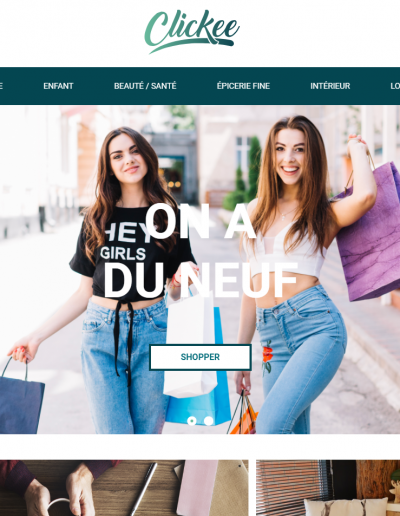 Clickee
E ENFANT BEAUTÉ / SANTÉ ÉPICERIE FINE INTÉRIEUR LO
HEY
GIRLS
ON A
DU NEUF
SHOPPER